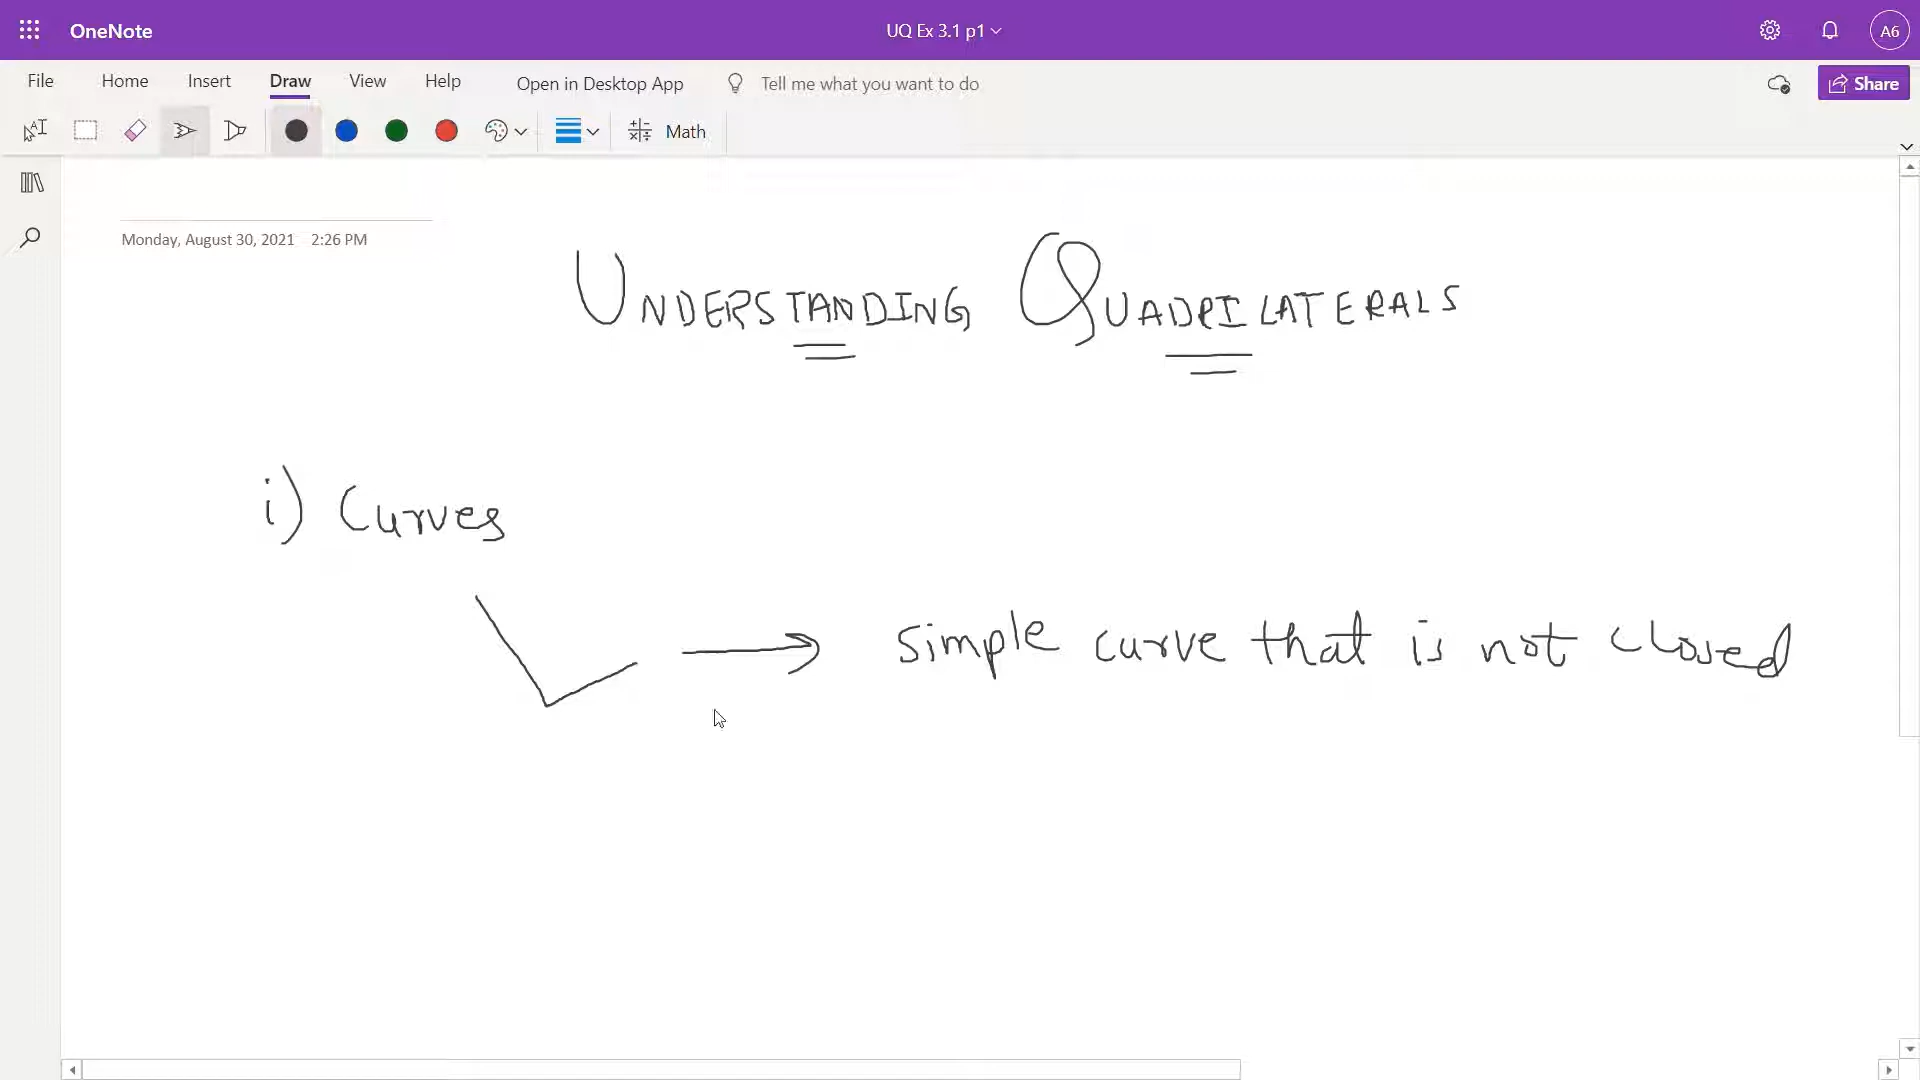 OneNote
UQ Ex 3.1 p1
A6
File Home Insert Draw View Help Open in Desktop App Tell me what you want to do
Share
Math
Monday, August 30, 2021 2:26 PM
UNDERSTANDING QUADRILATERALS
i) Curves
simple curve that is not closed